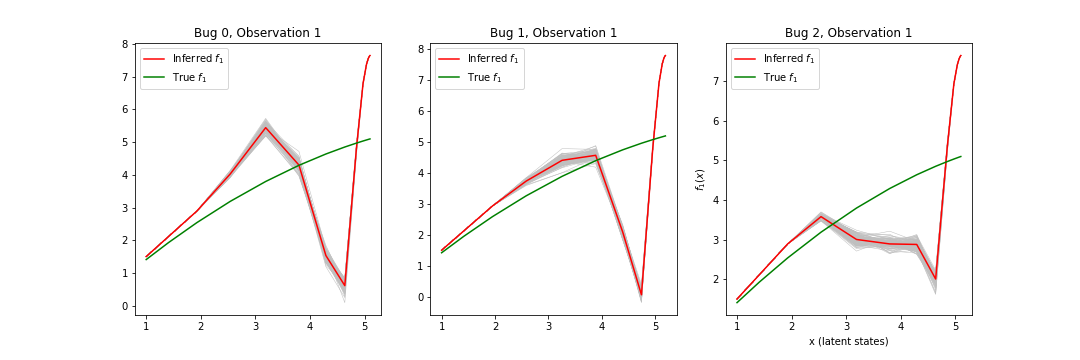 Bug 0, Observation 1
8
7
6
5
4
3
2
1
0
1 2 3 4 5
Inferred f₁
True f₁
Bug 1, Observation 1
8
7
6
5
4
3
2
1
0
1 2 3 4 5
Inferred f₁
True f₁
Bug 2, Observation 1
f₁(x)
7
6
5
4
3
2
1 2 3 4 5
x (latent states)
Inferred f₁
True f₁